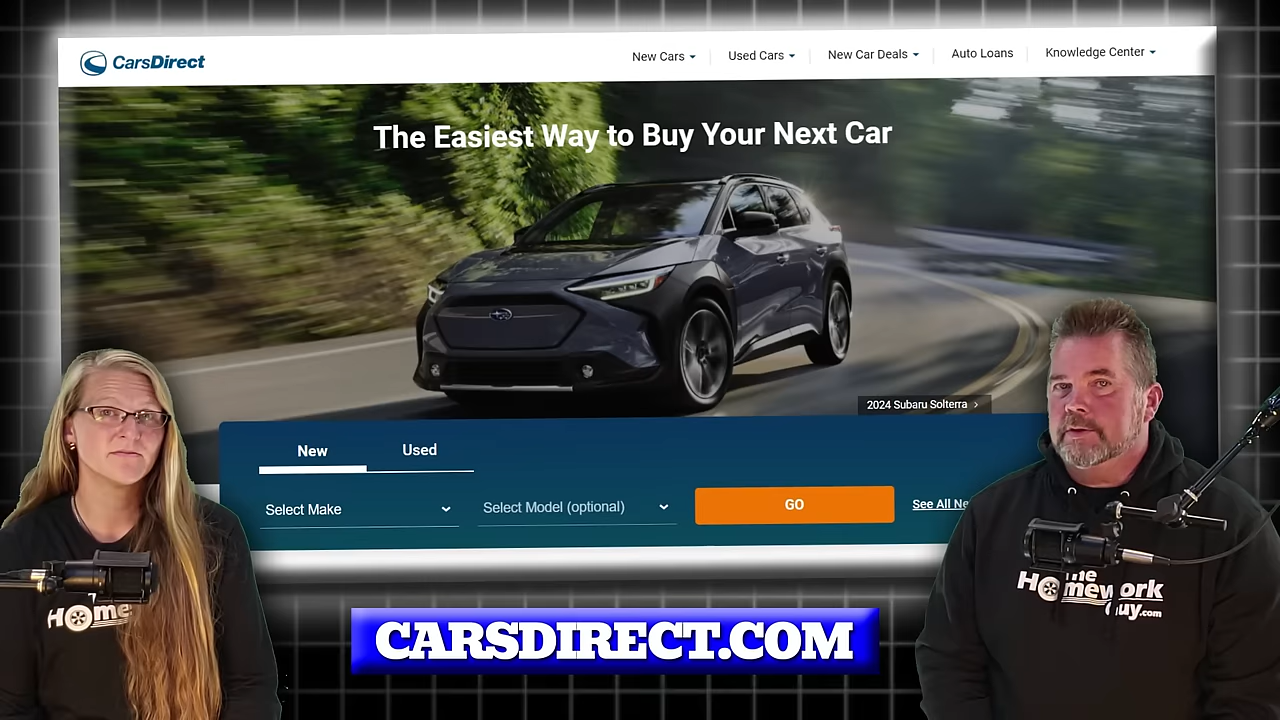 CarsDirect
New Cars
Used Cars
New Car Deals
Auto Loans
Knowledge Center
The Easiest Way to Buy Your Next Car
2024 Subaru Solterra
New
Used
Select Make
Select Model (optional)
GO
See All Ne
Home
The
Homework
Guy.com
CARSDIRECT.COM